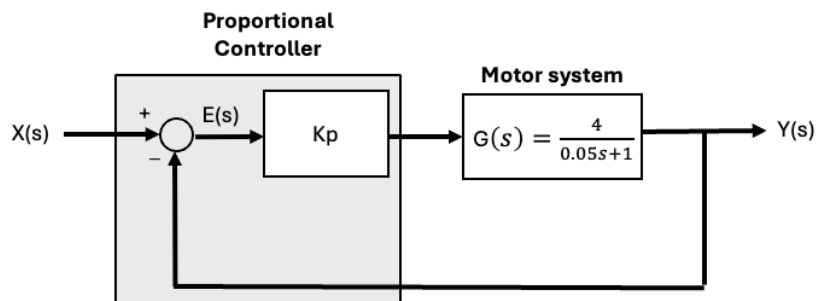 Proportional
Controller
Motor system
X(s)
+
−
E(s)
Kp
G(s) = 4/(0.05s+1)
Y(s)